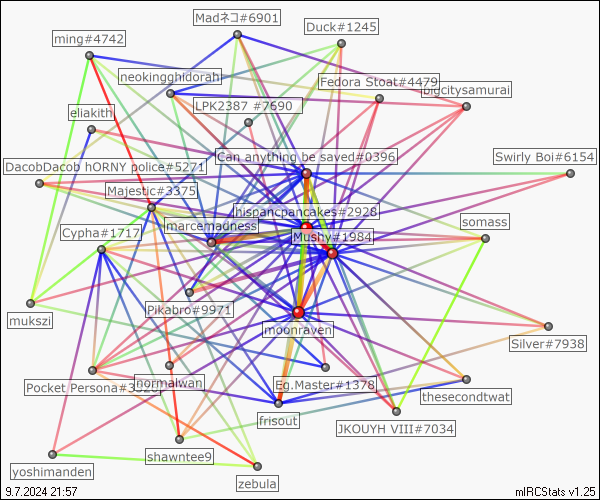 Madネコ#6901
Duck#1245
ming#4742
neokingghidorah
Fedora Stoat#4479
bigcitysamurai
LPK2387 #7690
eliakith
Can anything be saved#0396
Swirly Boi#6154
DacobDacob hORNY police#5271
Majestic#3375
hispancpancakes#2928
marcemadness
somass
Cypha#1717
Mushy#1984
mukszi
Pikabro#9971
moonraven
Silver#7938
Pocket Persona#
normalwan
Eg.Master#1378
thesecondtwat
frisout
JKOUYH VIII#7034
shawntee9
yoshimanden
zebula
9.7.2024 21:57
mIRCStats v1.25